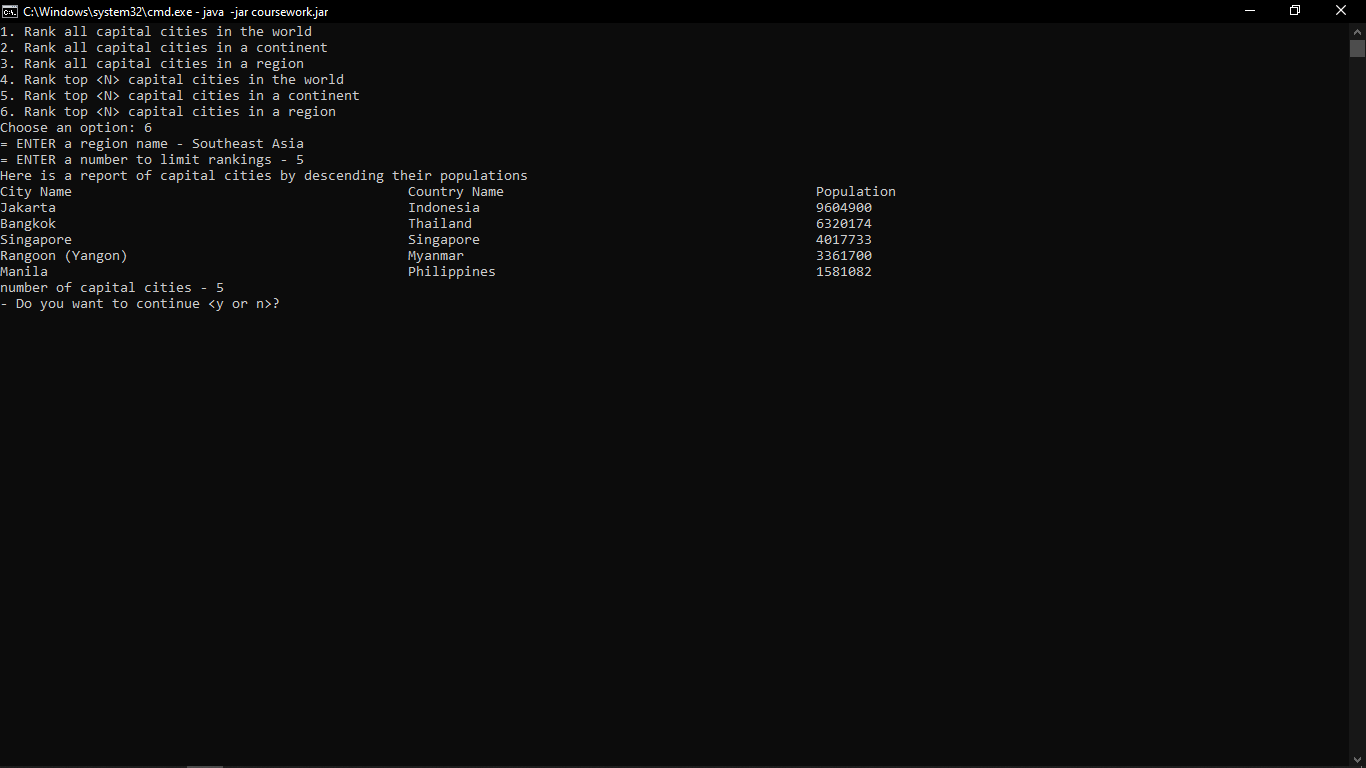 C:\Windows\system32\cmd.exe - java  -jar coursework.jar
1. Rank all capital cities in the world
2. Rank all capital cities in a continent
3. Rank all capital cities in a region
4. Rank top <N> capital cities in the world
5. Rank top <N> capital cities in a continent
6. Rank top <N> capital cities in a region
Choose an option: 6
= ENTER a region name - Southeast Asia
= ENTER a number to limit rankings - 5
Here is a report of capital cities by descending their populations
City Name Country Name Population
Jakarta Indonesia 9604900
Bangkok Thailand 6320174
Singapore Singapore 4017733
Rangoon (Yangon) Myanmar 3361700
Manila Philippines 1581082
number of capital cities - 5
- Do you want to continue <y or n>?